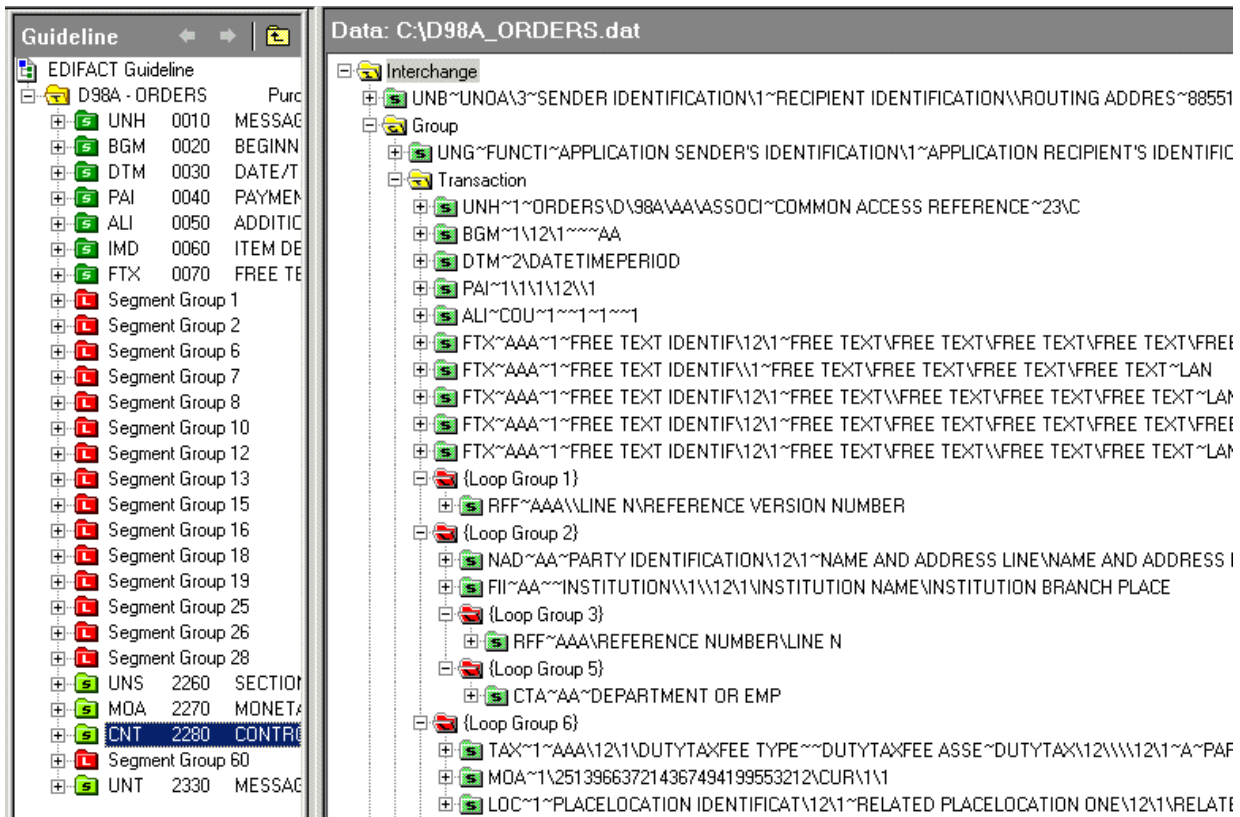 Guideline
EDIFACT Guideline
D98A - ORDERS Purc
UNH 0010 MESSAG
BGM 0020 BEGINN
DTM 0030 DATE/T
PAI 0040 PAYMEN
ALI 0050 ADDITIC
IMD 0060 ITEM DE
FTX 0070 FREE TE
Segment Group 1
Segment Group 2
Segment Group 6
Segment Group 7
Segment Group 8
Segment Group 10
Segment Group 12
Segment Group 13
Segment Group 15
Segment Group 16
Segment Group 18
Segment Group 19
Segment Group 25
Segment Group 26
Segment Group 28
UNS 2260 SECTION
MOA 2270 MONETA
CNT 2280 CONTRO
Segment Group 60
UNT 2330 MESSAG
Data: C:\D98A_ORDERS.dat
Interchange
UNB~UNOA\3~SENDER IDENTIFICATION\1~RECIPIENT IDENTIFICATION\\ROUTING ADDRES~88551
Group
UNG~FUNCTI~APPLICATION SENDER'S IDENTIFICATION\1~APPLICATION RECIPIENT'S IDENTIFIC
Transaction
UNH~1~ORDERS\D\98A\AA\ASSOCI~COMMON ACCESS REFERENCE~23\C
BGM~1\12\1~~~AA
DTM~2\DATETIMEPERIOD
PAI~1\1\1\12\\1
ALI~COU~1~~1~1~~1
FTX~AAA~1~FREE TEXT IDENTIF\12\1~FREE TEXT\FREE TEXT\FREE TEXT\FREE TEXT\FREE
FTX~AAA~1~FREE TEXT IDENTIF\\1~FREE TEXT\FREE TEXT\FREE TEXT\FREE TEXT~LAN
FTX~AAA~1~FREE TEXT IDENTIF\12\1~FREE TEXT\\FREE TEXT\FREE TEXT\FREE TEXT~LAN
FTX~AAA~1~FREE TEXT IDENTIF\12\1~FREE TEXT\FREE TEXT\FREE TEXT\FREE TEXT\FREE
FTX~AAA~1~FREE TEXT IDENTIF\12\1~FREE TEXT\FREE TEXT\\FREE TEXT\FREE TEXT~LAN
{Loop Group 1}
RFF~AAA\\LINE N\REFERENCE VERSION NUMBER
{Loop Group 2}
NAD~AA~PARTY IDENTIFICATION\12\1~NAME AND ADDRESS LINE\NAME AND ADDRESS L
FII~AA~~INSTITUTION\\1\\12\1\INSTITUTION NAME\INSTITUTION BRANCH PLACE
{Loop Group 3}
RFF~AAA\REFERENCE NUMBER\LINE N
{Loop Group 5}
CTA~AA~DEPARTMENT OR EMP
{Loop Group 6}
TAX~1~AAA\12\1\DUTYTAXFEE TYPE~~DUTYTAXFEE ASSE~DUTYTAX\12\\\\12\1~A~PAR
MOA~1\251396637214367494199553212\CUR\1\1
LOC~1~PLACELOCATION IDENTIFICAT\12\1~RELATED PLACELOCATION ONE\12\1\RELATE